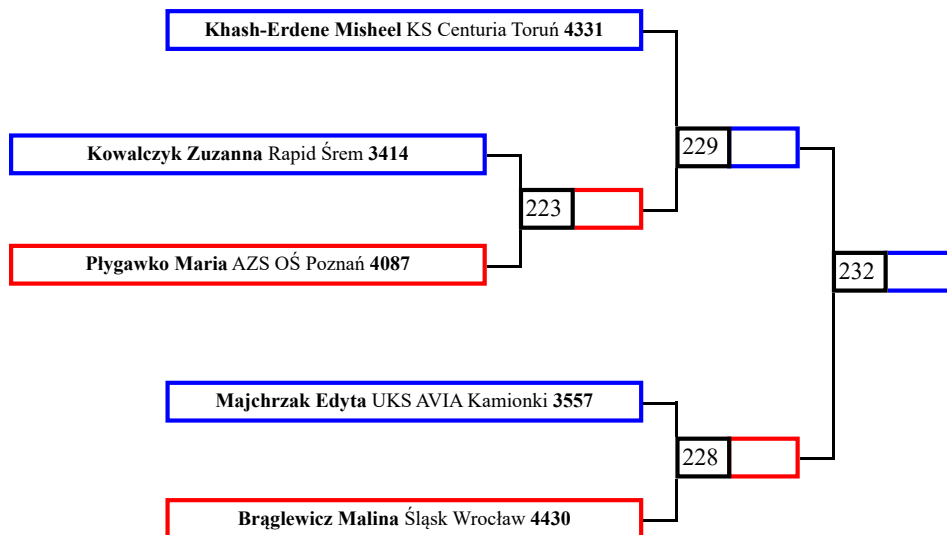 Khash-Erdene Misheel KS Centuria Toruń 4331
Kowalczyk Zuzanna Rapid Śrem 3414
229
223
Pługawko Maria AZS OŚ Poznań 4087
232
Majchrzak Edyta UKS AVIA Kamionki 3557
228
Brąglewicz Malina Śląsk Wrocław 4430